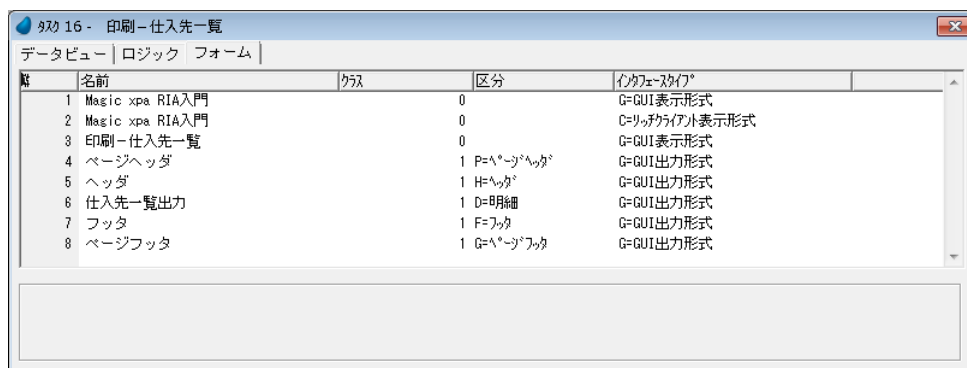 ﾀｽｸ 16 - 印刷－仕入先一覧
データビュー ロジック フォーム
# 名前 ｸﾗｽ 区分 ｲﾝﾀﾌｪｰｽﾀｲﾌﾟ
1 Magic xpa RIA入門 0 G=GUI表示形式
2 Magic xpa RIA入門 0 C=ﾘｯﾁｸﾗｲｱﾝﾄ表示形式
3 印刷－仕入先一覧 0 G=GUI表示形式
4 ページヘッダ 1 P=ﾍﾟｰｼﾞﾍｯﾀﾞ G=GUI出力形式
5 ヘッダ 1 H=ﾍｯﾀﾞ G=GUI出力形式
6 仕入先一覧出力 1 D=明細 G=GUI出力形式
7 フッタ 1 F=ﾌｯﾀ G=GUI出力形式
8 ページフッタ 1 G=ﾍﾟｰｼﾞﾌｯﾀ G=GUI出力形式